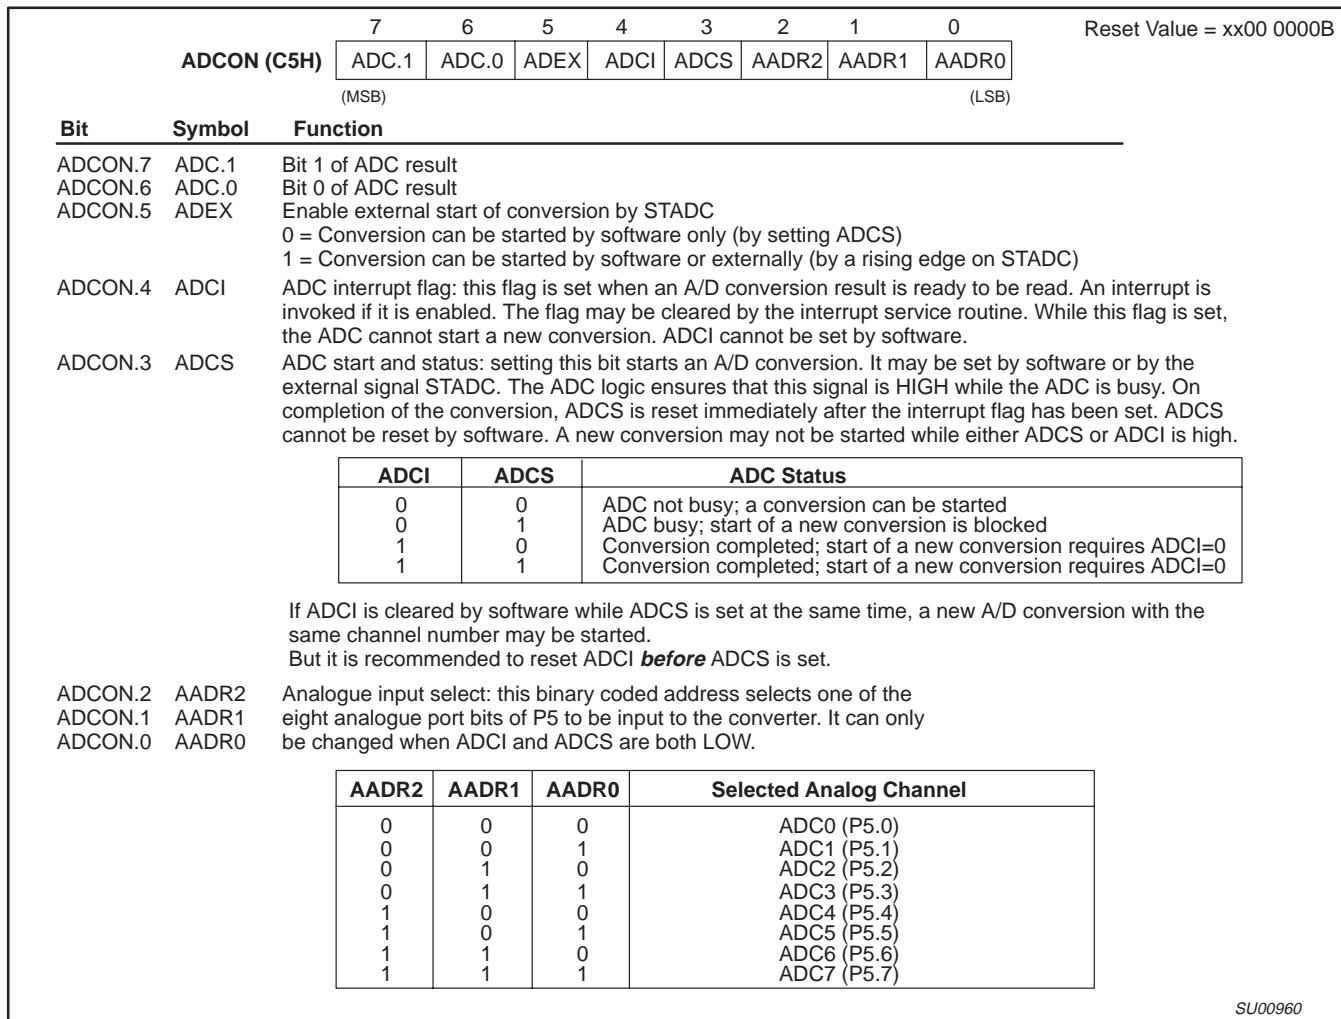 7 6 5 4 3 2 1 0 Reset Value = xx00 0000B
ADCON (C5H) ADC.1 ADC.0 ADEX ADCI ADCS AADR2 AADR1 AADR0
(MSB) (LSB)
Bit Symbol Function
ADCON.7 ADC.1 Bit 1 of ADC result
ADCON.6 ADC.0 Bit 0 of ADC result
ADCON.5 ADEX Enable external start of conversion by STADC
0 = Conversion can be started by software only (by setting ADCS)
1 = Conversion can be started by software or externally (by a rising edge on STADC)
ADCON.4 ADCI ADC interrupt flag: this flag is set when an A/D conversion result is ready to be read. An interrupt is
invoked if it is enabled. The flag may be cleared by the interrupt service routine. While this flag is set,
the ADC cannot start a new conversion. ADCI cannot be set by software.
ADCON.3 ADCS ADC start and status: setting this bit starts an A/D conversion. It may be set by software or by the
external signal STADC. The ADC logic ensures that this signal is HIGH while the ADC is busy. On
completion of the conversion, ADCS is reset immediately after the interrupt flag has been set. ADCS
cannot be reset by software. A new conversion may not be started while either ADCS or ADCI is high.
ADCI ADCS ADC Status
0 0 ADC not busy; a conversion can be started
0 1 ADC busy; start of a new conversion is blocked
1 0 Conversion completed; start of a new conversion requires ADCI=0
1 1 Conversion completed; start of a new conversion requires ADCI=0
If ADCI is cleared by software while ADCS is set at the same time, a new A/D conversion with the
same channel number may be started.
But it is recommended to reset ADCI before ADCS is set.
ADCON.2 AADR2 Analogue input select: this binary coded address selects one of the
ADCON.1 AADR1 eight analogue port bits of P5 to be input to the converter. It can only
ADCON.0 AADR0 be changed when ADCI and ADCS are both LOW.
AADR2 AADR1 AADR0 Selected Analog Channel
0 0 0 ADC0 (P5.0)
0 0 1 ADC1 (P5.1)
0 1 0 ADC2 (P5.2)
0 1 1 ADC3 (P5.3)
1 0 0 ADC4 (P5.4)
1 0 1 ADC5 (P5.5)
1 1 0 ADC6 (P5.6)
1 1 1 ADC7 (P5.7)
SU00960